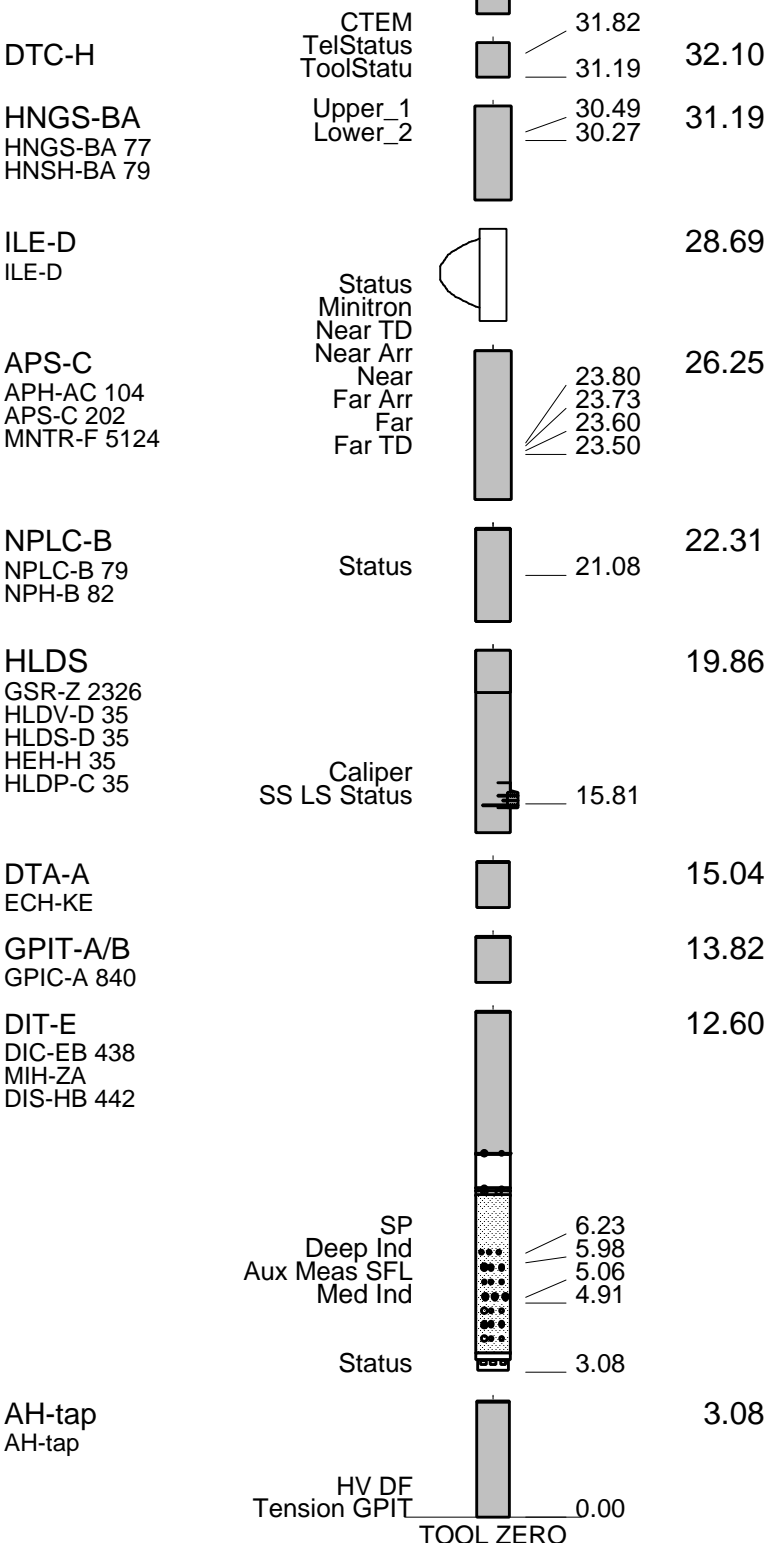 CTEM 31.82
DTC-H TelStatus 32.10
ToolStatu 31.19
HNGS-BA Upper_1 30.49 31.19
HNGS-BA 77 Lower_2 30.27
HNSH-BA 79
ILE-D 28.69
ILE-D
Status
Minitron
Near TD
APS-C Near Arr 26.25
APH-AC 104 Near 23.80
APS-C 202 Far Arr 23.73
MNTR-F 5124 Far 23.60
Far TD 23.50
NPLC-B 22.31
NPLC-B 79 Status 21.08
NPH-B 82
HLDS 19.86
GSR-Z 2326
HLDV-D 35
HLDS-D 35
HEH-H 35
HLDP-C 35 Caliper
SS LS Status 15.81
DTA-A 15.04
ECH-KE
GPIT-A/B 13.82
GPIC-A 840
DIT-E 12.60
DIC-EB 438
MIH-ZA
DIS-HB 442
SP 6.23
Deep Ind 5.98
Aux Meas SFL 5.06
Med Ind 4.91
Status 3.08
AH-tap 3.08
AH-tap
HV DF
Tension GPIT 0.00
TOOL ZERO